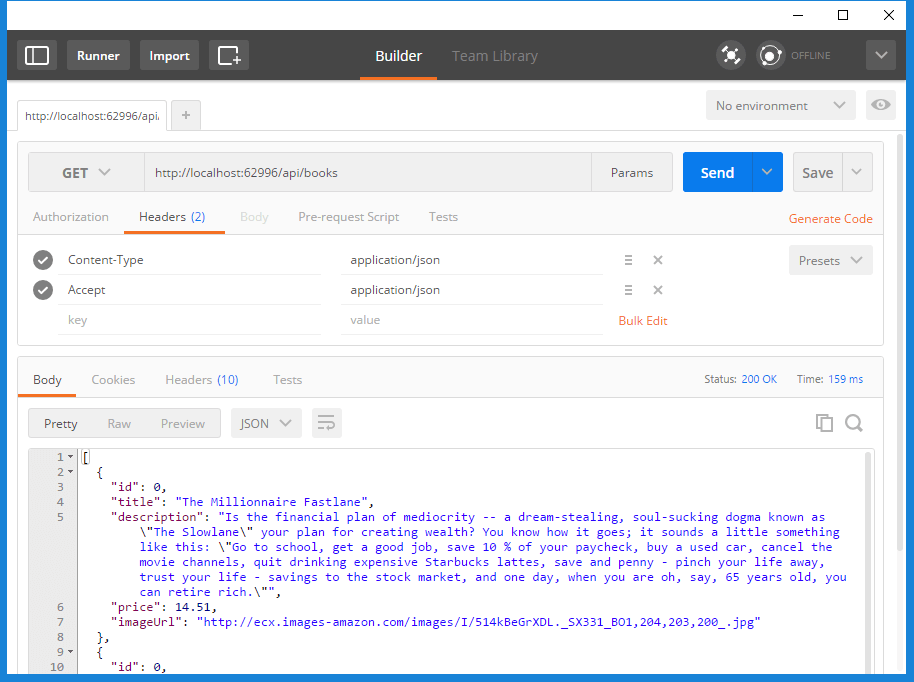 Runner
Import
Builder
Team Library
OFFLINE
http://localhost:62996/api.
+
No environment
GET
http://localhost:62996/api/books
Params
Send
Save
Authorization
Headers (2)
Body
Pre-request Script
Tests
Generate Code
Content-Type
application/json
Presets
Accept
application/json
key
value
Bulk Edit
Body
Cookies
Headers (10)
Tests
Status: 200 OK
Time: 159 ms
Pretty
Raw
Preview
JSON
1 [
2 {
3 "id": 0,
4 "title": "The Millionnaire Fastlane",
5 "description": "Is the financial plan of mediocrity -- a dream-stealing, soul-sucking dogma known as
\"The Slowlane\" your plan for creating wealth? You know how it goes; it sounds a little something
like this: \"Go to school, get a good job, save 10 % of your paycheck, buy a used car, cancel the
movie channels, quit drinking expensive Starbucks lattes, save and penny - pinch your life away,
trust your life - savings to the stock market, and one day, when you are oh, say, 65 years old, you
can retire rich.\"",
6 "price": 14.51,
7 "imageUrl": "http://ecx.images-amazon.com/images/I/514kBeGrXDL._SX331_BO1,204,203,200_.jpg"
8 },
9 {
10 "id": 0,